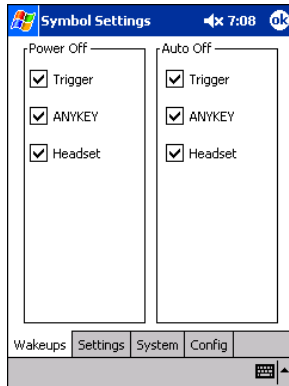 Symbol Settings 7:08 ok
Power Off Auto Off
Trigger Trigger
ANYKEY ANYKEY
Headset Headset
Wakeups Settings System Config